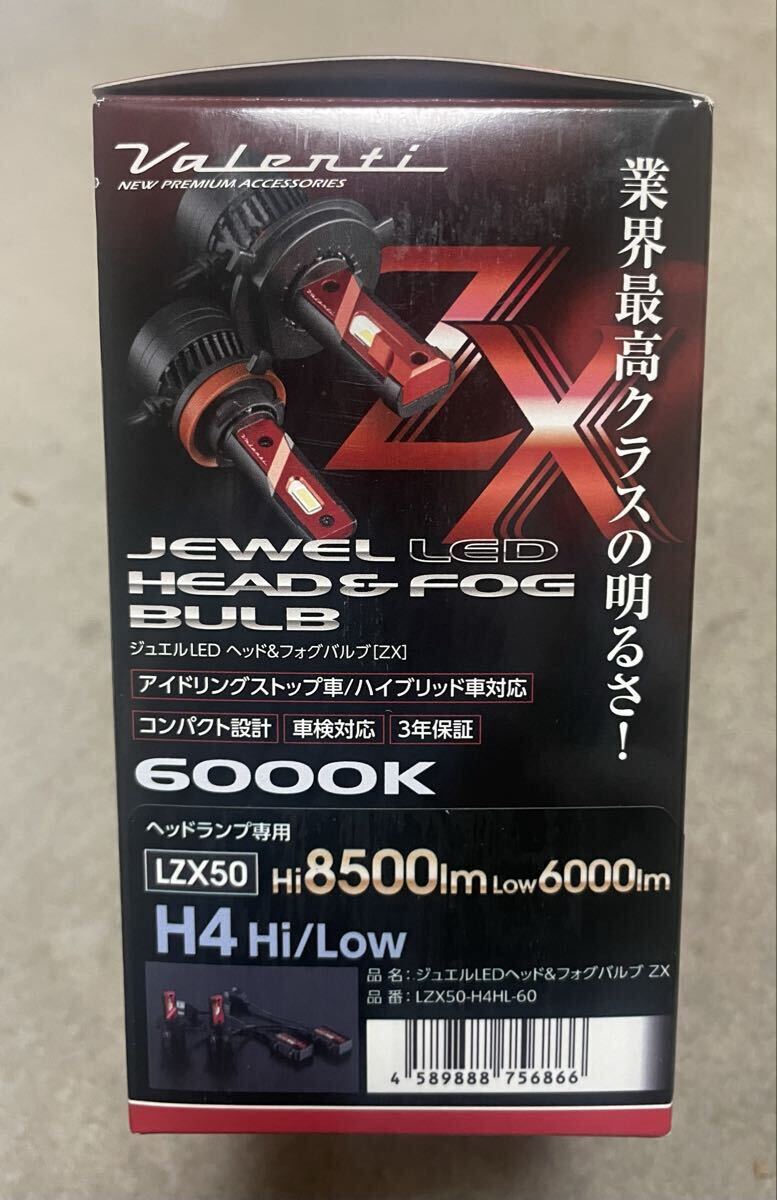 Valenti
NEW PREMIUM ACCESSORIES
業界最高クラスの明るさ!
ZX
Valenti
JEWEL LED
HEAD & FOG
BULB
ジュエルLED ヘッド&フォグバルブ[ZX]
アイドリングストップ車/ハイブリッド車対応
コンパクト設計 車検対応 3年保証
6000K
ヘッドランプ専用
LZX50 Hi8500lm Low6000lm
H4 Hi/Low
品 名:ジュエルLEDヘッド&フォグバルブ ZX
品 番:LZX50-H4HL-60
4 589888 756866